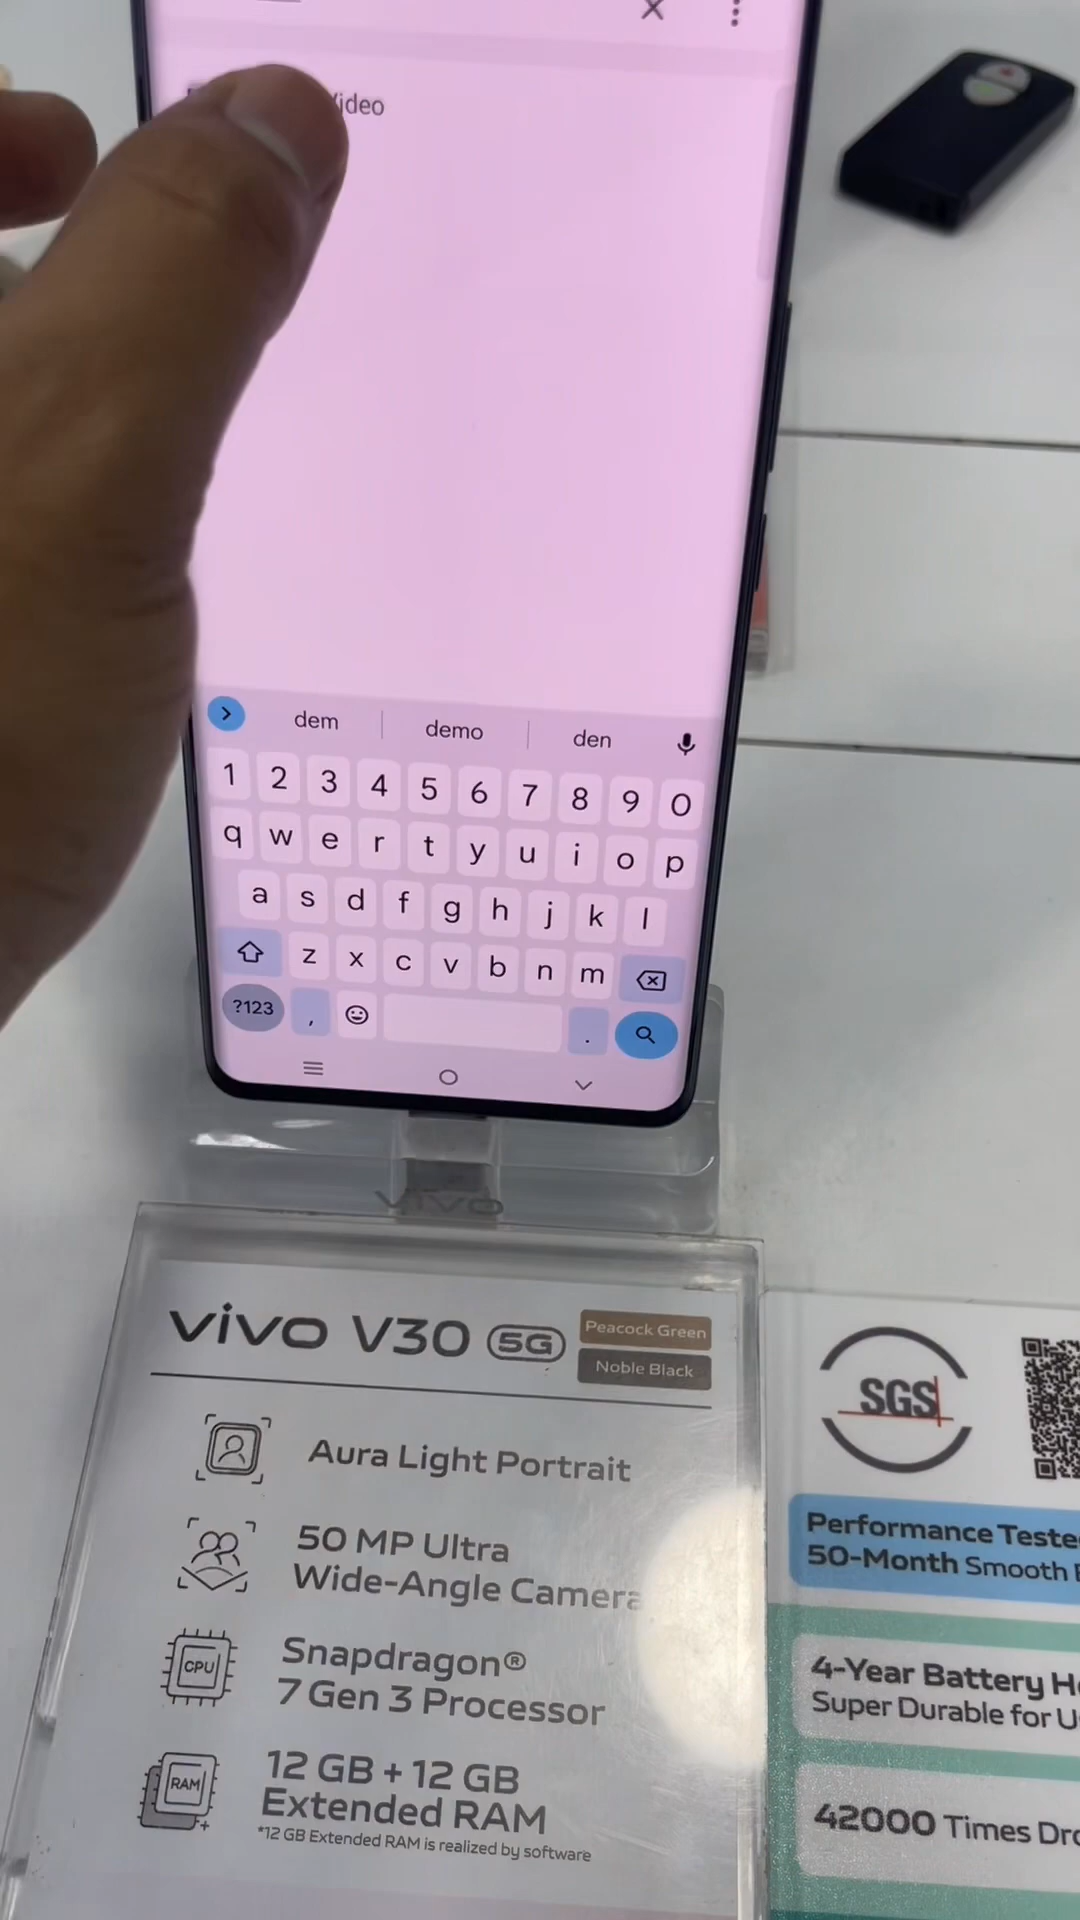 ideo
dem demo den
1 2 3 4 5 6 7 8 9 0
q w e r t y u i o p
a s d f g h j k l
z x c v b n m
?123 , .
vivo
vivo V30 5G
Peacock Green
Noble Black
Aura Light Portrait
50 MP Ultra
Wide-Angle Camera
CPU
Snapdragon®
7 Gen 3 Processor
RAM
12 GB + 12 GB
Extended RAM
*12 GB Extended RAM is realized by software
SGS
Performance Teste
50-Month Smooth
4-Year Battery He
Super Durable for U
42000 Times Dro